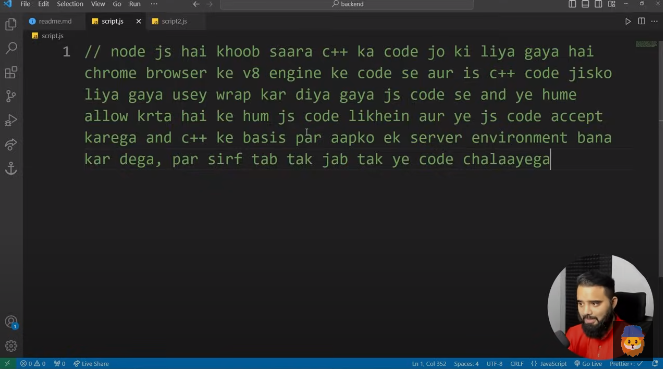 File Edit Selection View Go Run ··· backend
readme.md script.js script2.js
script.js
1 // node js hai khoob saara c++ ka code jo ki liya gaya hai
chrome browser ke v8 engine ke code se aur is c++ code jisko
liya gaya usey wrap kar diya gaya js code se and ye hume
allow krta hai ke hum js code likhein aur ye js code accept
karega and c++ ke basis par aapko ek server environment bana
kar dega, par sirf tab tak jab tak ye code chalaayega
0 0 0 Live Share Ln 1, Col 352 Spaces: 4 UTF-8 CRLF {} JavaScript Go Live Prettier